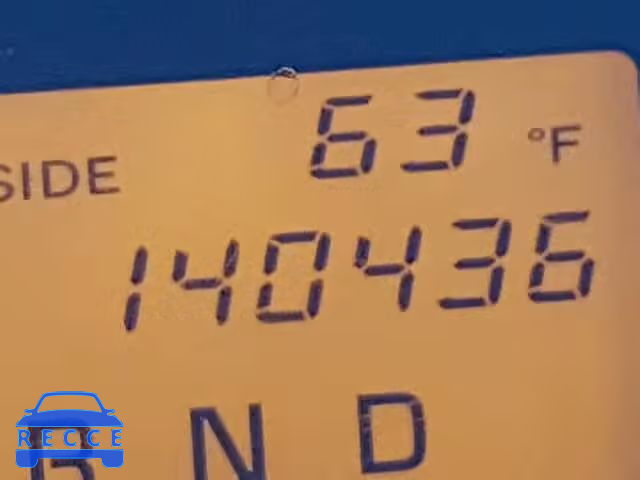 63 °F
SIDE
140436
R N D
RECCE